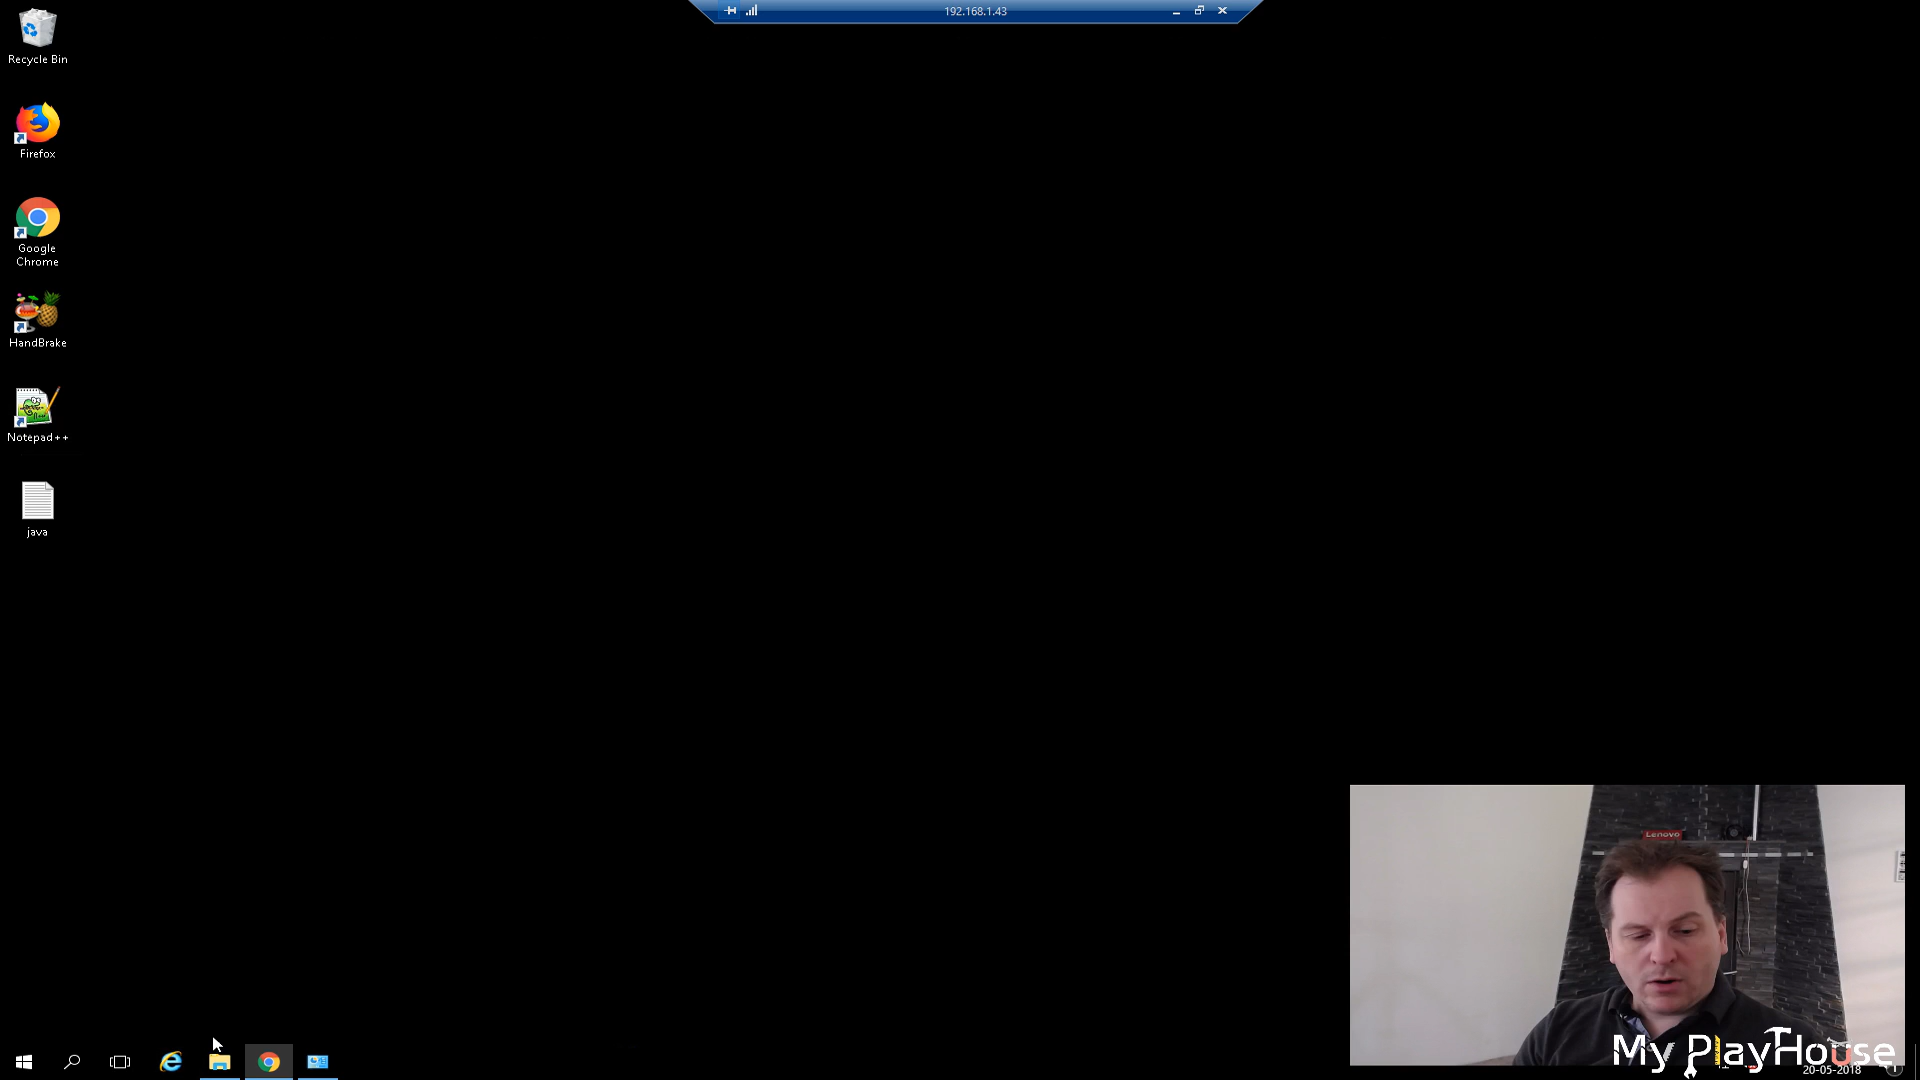 192.168.1.43
Recycle Bin
Firefox
Google
Chrome
HandBrake
Notepad++
java
Lenovo
My PlayHouse
20-05-2018